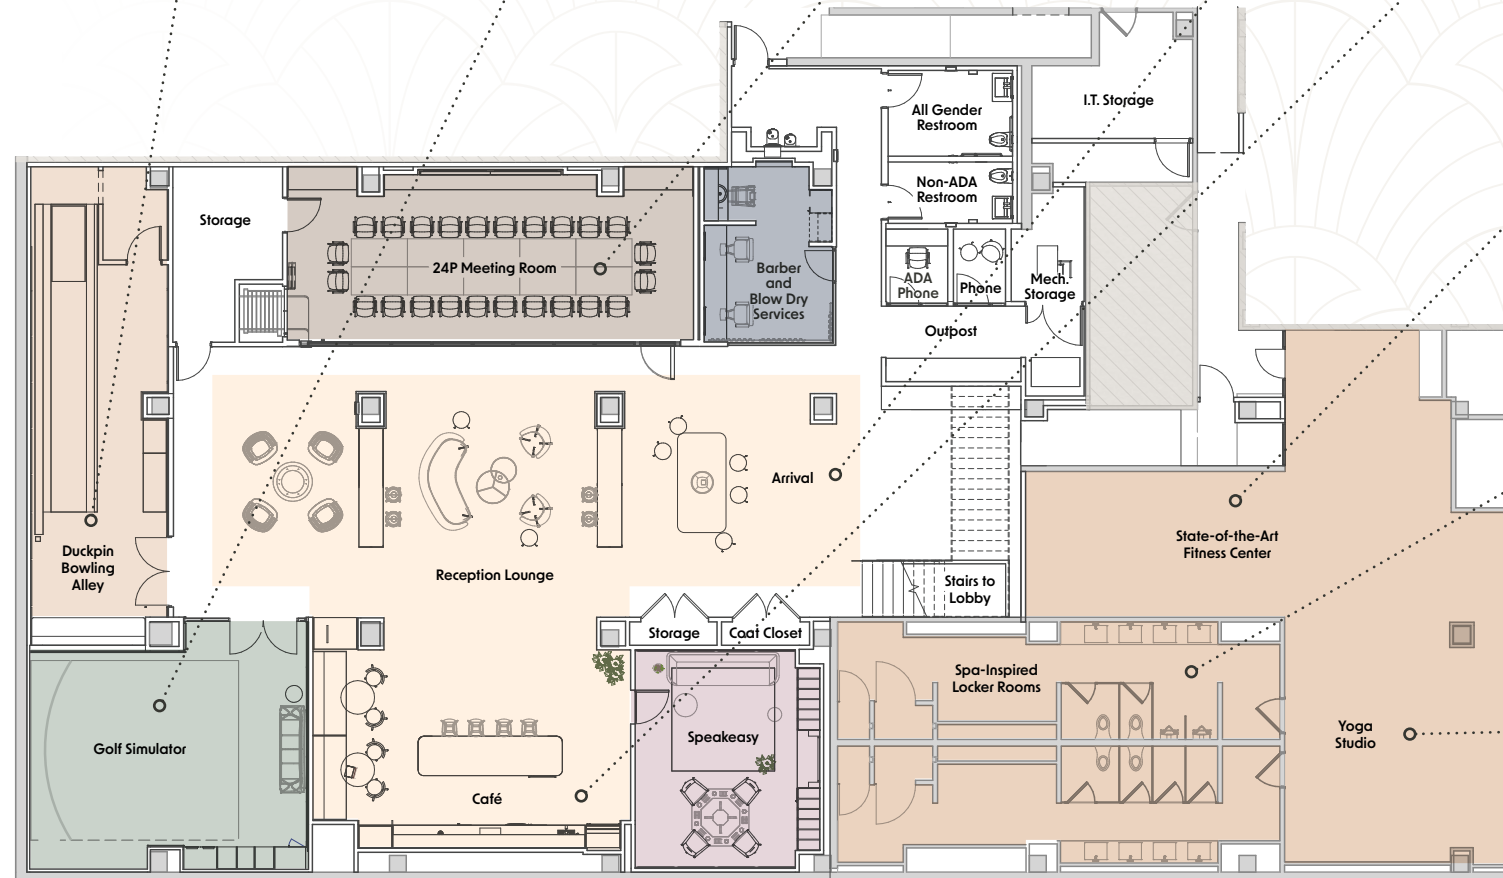 I.T. Storage
All Gender
Restroom
Non-ADA
Restroom
Storage
24P Meeting Room
Barber
and
Blow Dry
Services
ADA
Phone
Phone
Mech.
Storage
Outpost
Arrival
Reception Lounge
Duckpin
Bowling
Alley
State-of-the-Art
Fitness Center
Stairs to
Lobby
Storage
Coat Closet
Spa-Inspired
Locker Rooms
Golf Simulator
Speakeasy
Yoga
Studio
Café